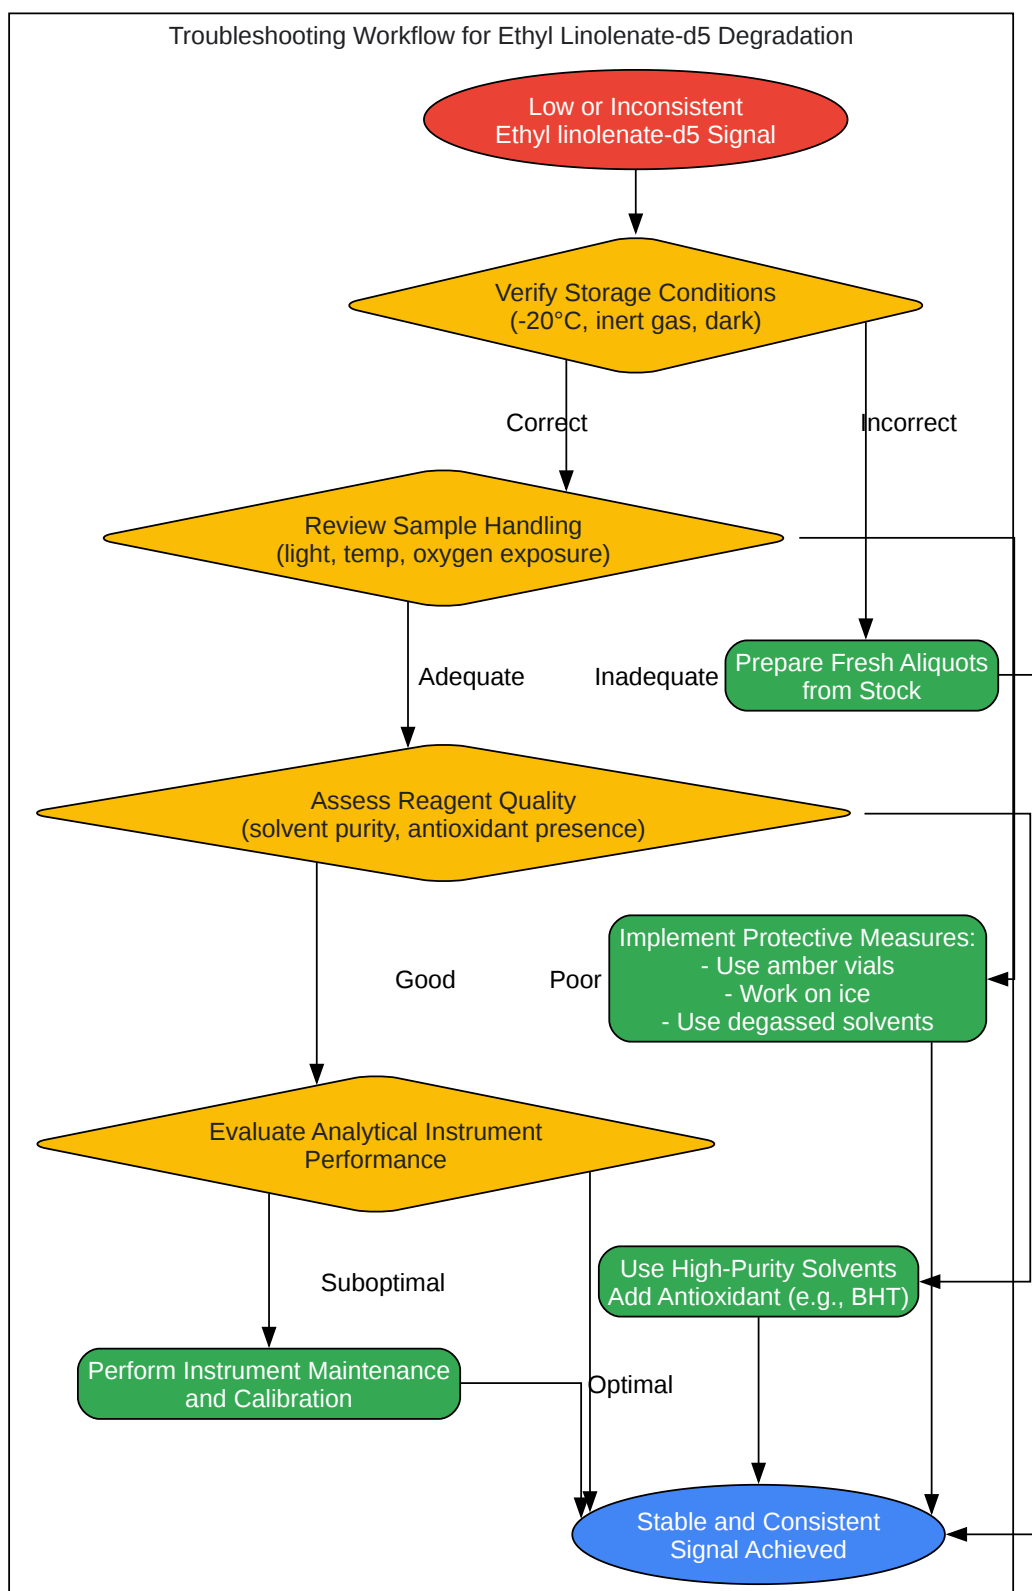 Troubleshooting Workflow for Ethyl Linolenate-d5 Degradation
Low or Inconsistent
Ethyl linolenate-d5 Signal
Verify Storage Conditions
(-20°C, inert gas, dark)
Correct
Incorrect
Review Sample Handling
(light, temp, oxygen exposure)
Adequate
Inadequate
Prepare Fresh Aliquots
from Stock
Assess Reagent Quality
(solvent purity, antioxidant presence)
Good
Poor
Implement Protective Measures:
- Use amber vials
- Work on ice
- Use degassed solvents
Evaluate Analytical Instrument
Performance
Suboptimal
Use High-Purity Solvents
Add Antioxidant (e.g., BHT)
Perform Instrument Maintenance
and Calibration
Optimal
Stable and Consistent
Signal Achieved